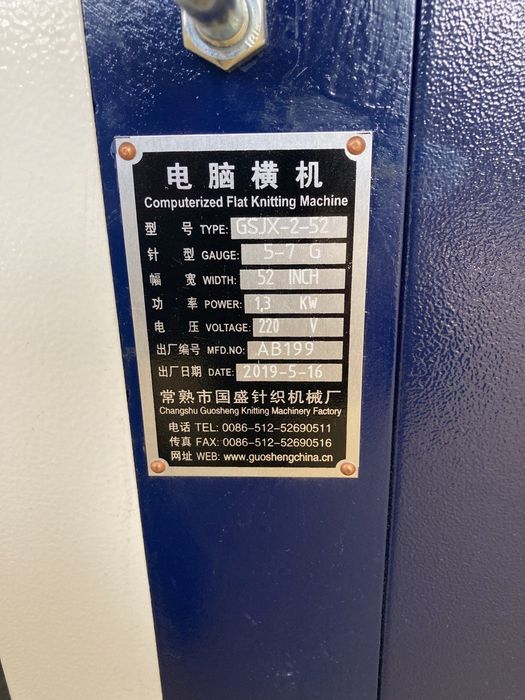 电脑横机
Computerized Flat Knitting Machine
型 号 TYPE: GSJX-2-52
针 型 GAUGE: 5-7 G
幅 宽 WIDTH: 52 INCH
功 率 POWER: 1,3 KW
电 压 VOLTAGE: 220 V
出厂编号 MFD.NO: AB199
出厂日期 DATE: 2019-5-16
常熟市国盛针织机械厂
Changshu Guosheng Knitting Machinery Factory
电话 TEL: 0086-512-52690511
传真 FAX: 0086-512-52690516
网址 WEB: www.guoshengchina.cn